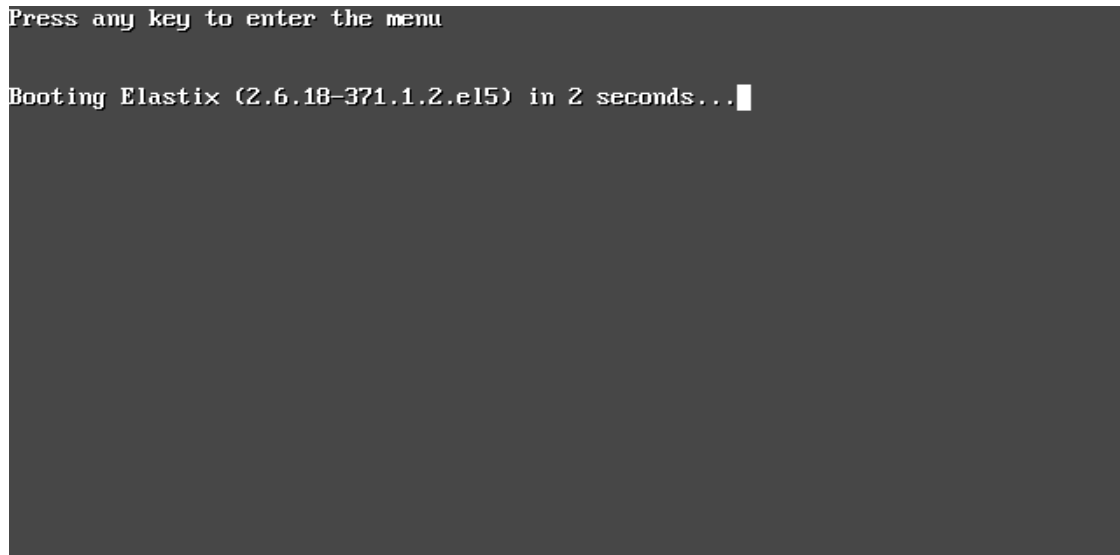 Press any key to enter the menu
Booting Elastix (2.6.18-371.1.2.el5) in 2 seconds...